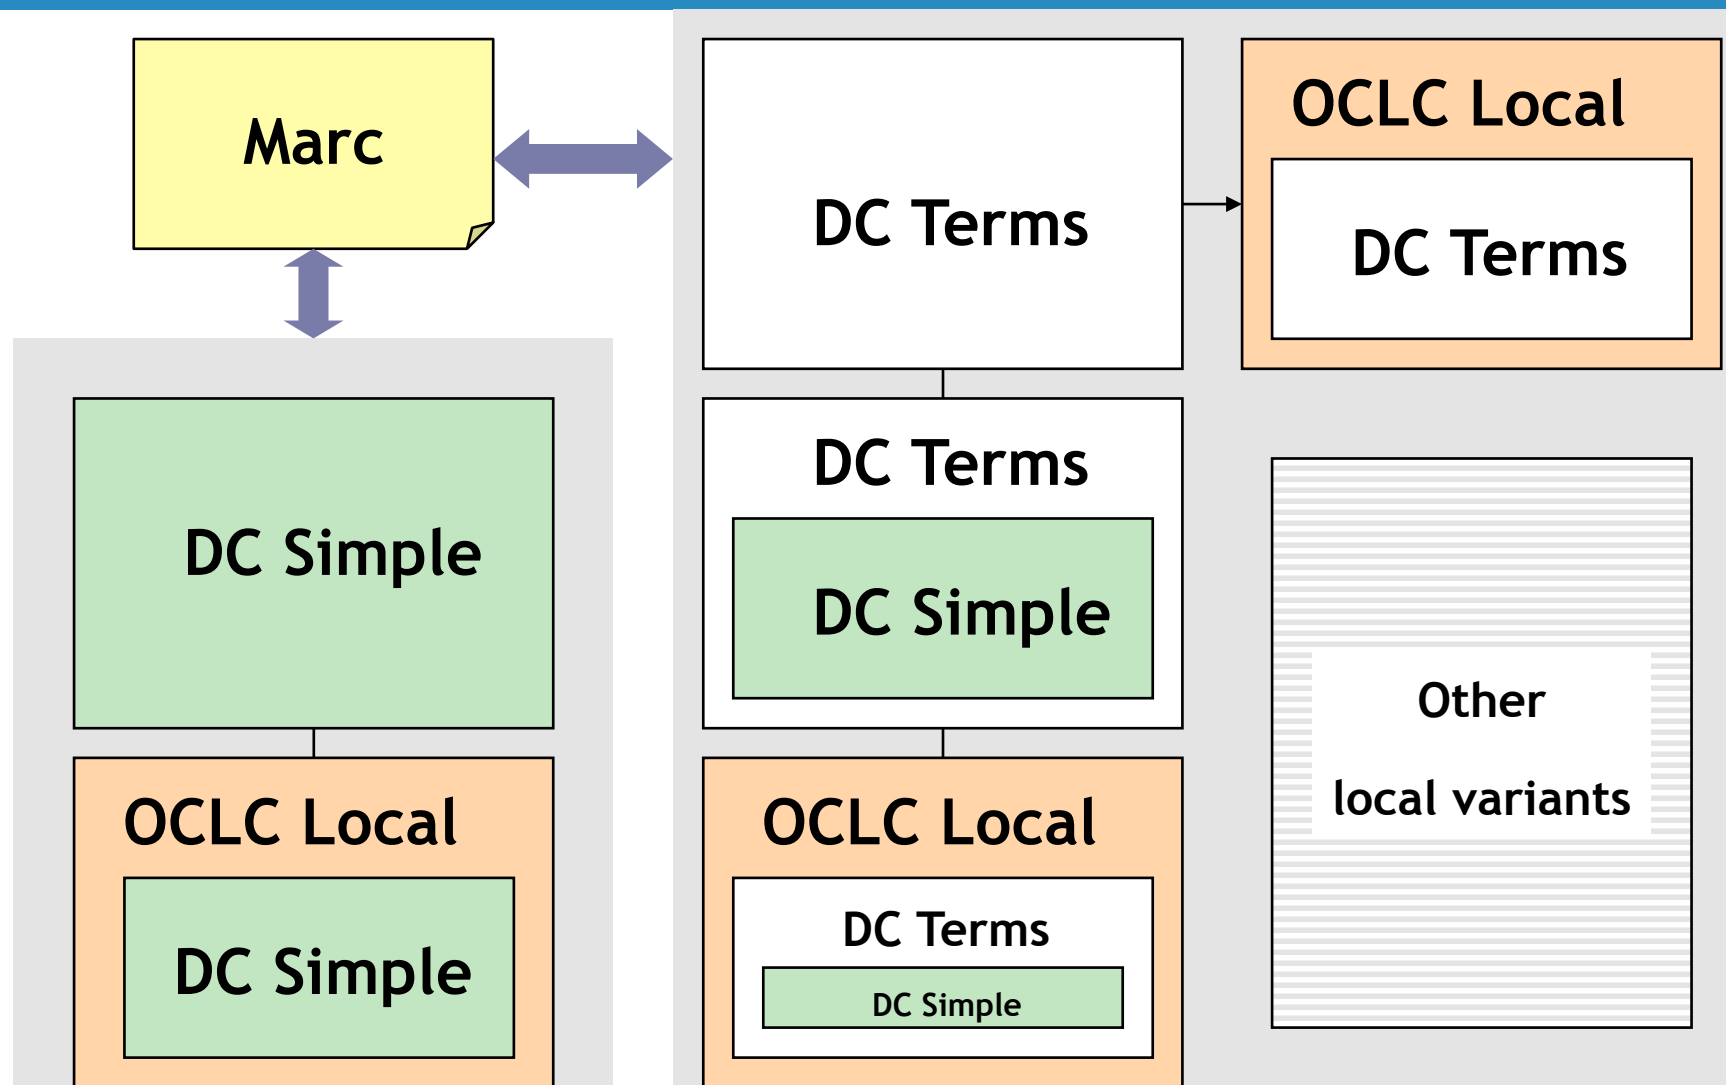 Marc
DC Simple
OCLC Local
DC Simple
DC Terms
DC Terms
DC Simple
OCLC Local
DC Terms
DC Simple
OCLC Local
DC Terms
Other
local variants